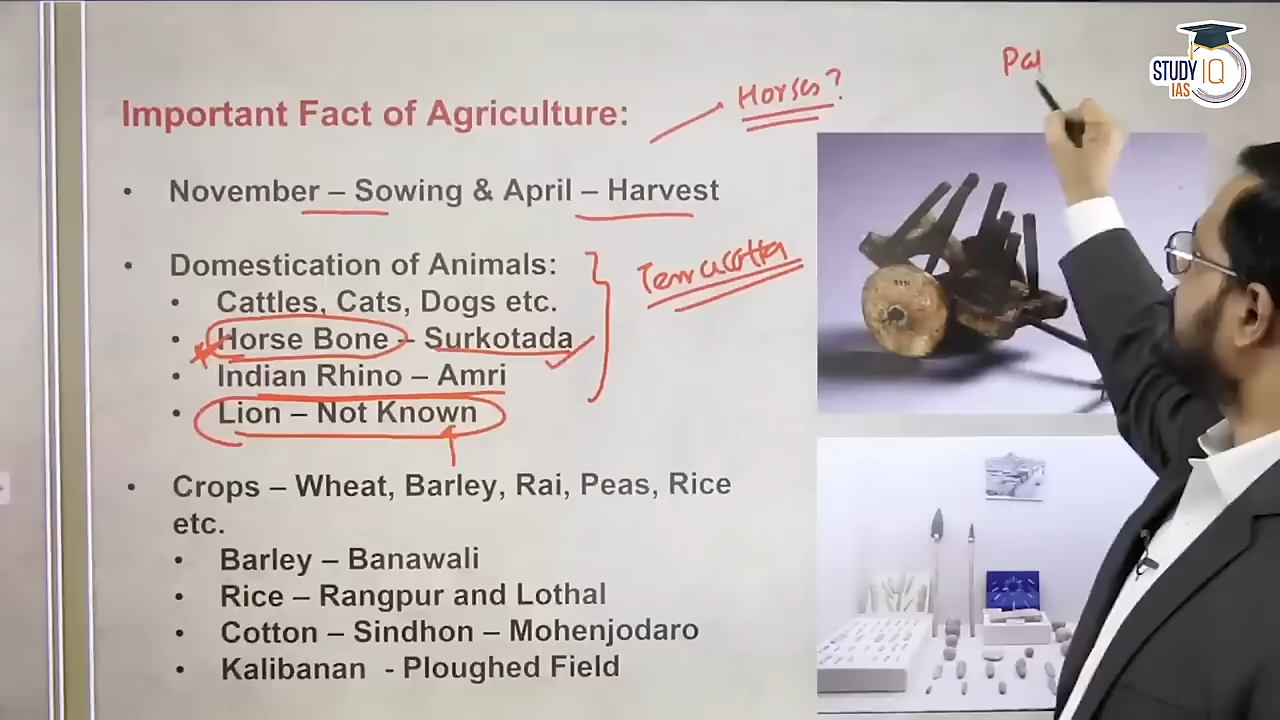 Pa
STUDY IQ
IAS
Important Fact of Agriculture:
Horses?
November – Sowing & April – Harvest
Domestication of Animals:
Terracotta
Cattles, Cats, Dogs etc.
Horse Bone – Surkotada
Indian Rhino – Amri
Lion – Not Known
Crops – Wheat, Barley, Rai, Peas, Rice
etc.
Barley – Banawali
Rice – Rangpur and Lothal
Cotton – Sindhon – Mohenjodaro
Kalibanan - Ploughed Field